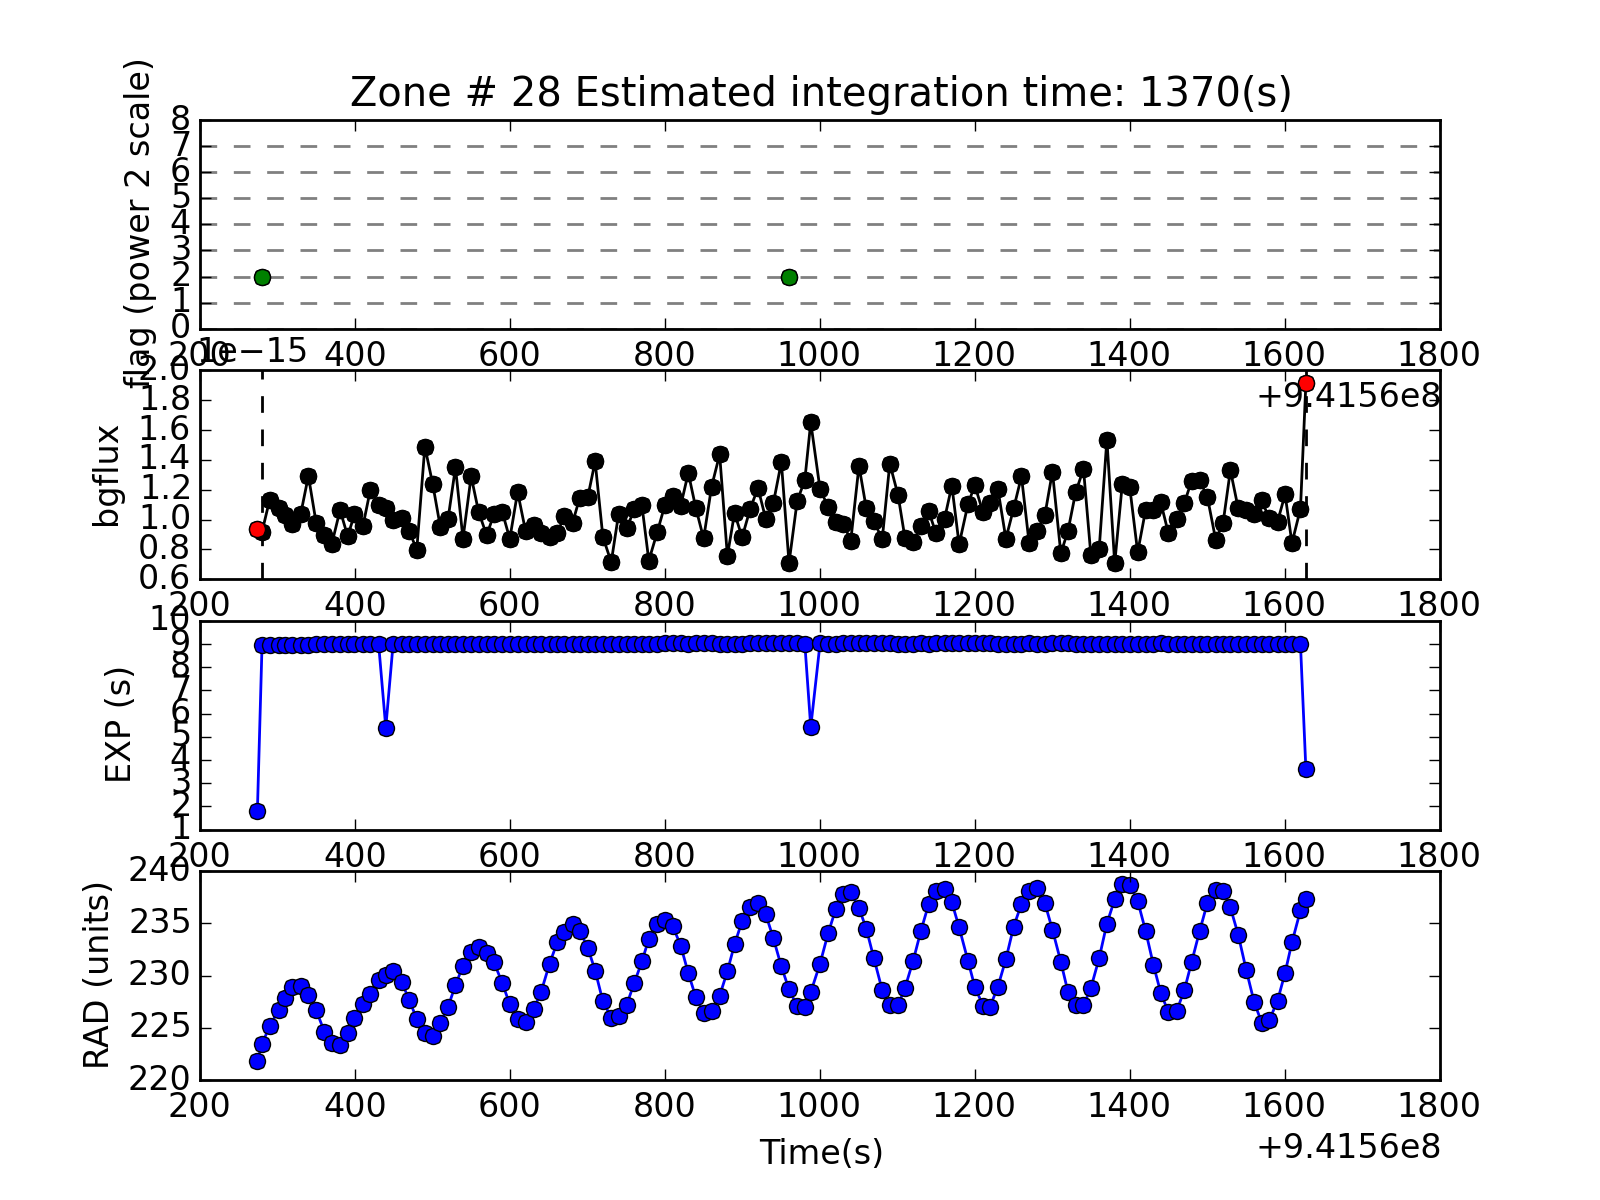 Zone # 28 Estimated integration time: 1370(s)
flag (power 2 scale)
8
7
6
5
4
3
2
1
0
200 400 600 800 1000 1200 1400 1600 1800
1e−15
+9.4156e8
bgflux
2.0
1.8
1.6
1.4
1.2
1.0
0.8
0.6
200 400 600 800 1000 1200 1400 1600 1800
EXP (s)
10
9
8
7
6
5
4
3
2
1
200 400 600 800 1000 1200 1400 1600 1800
RAD (units)
240
235
230
225
220
200 400 600 800 1000 1200 1400 1600 1800
Time(s)
+9.4156e8